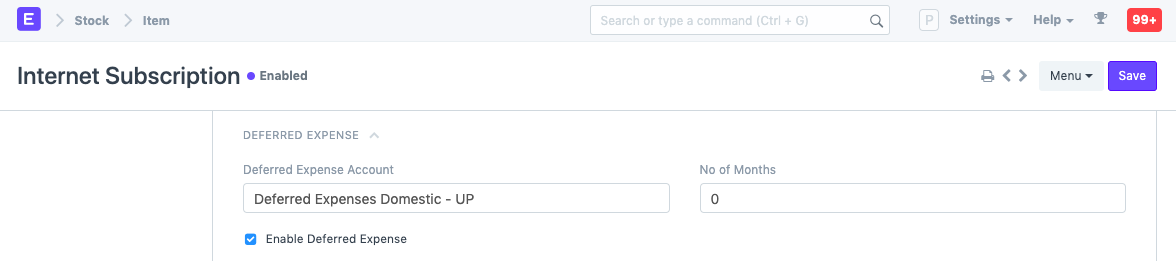 E Stock Item Search or type a command (Ctrl + G) P Settings Help 99+
Internet Subscription Enabled Menu Save
DEFERRED EXPENSE
Deferred Expense Account No of Months
Deferred Expenses Domestic - UP 0
Enable Deferred Expense